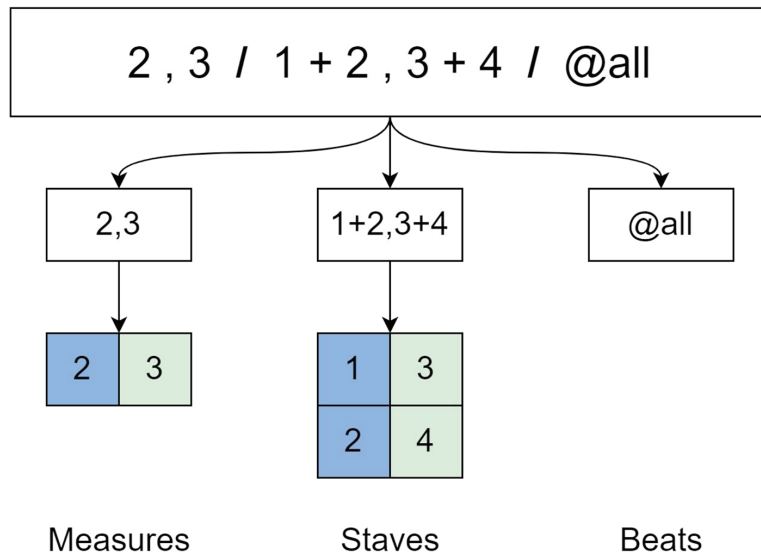 2 , 3 / 1 + 2 , 3 + 4 / @all
2,3
1+2,3+4
@all
2 3
1 3
2 4
Measures
Staves
Beats